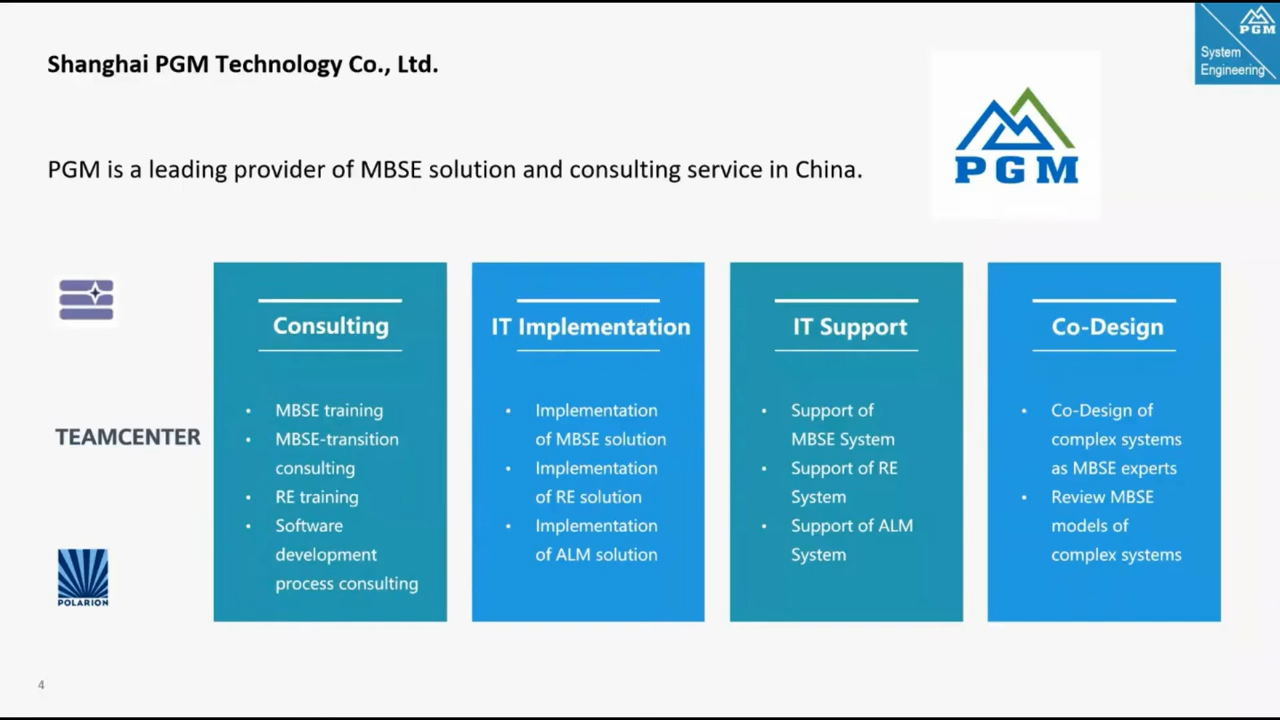 Shanghai PGM Technology Co., Ltd.
PGM
System
Engineering
PGM is a leading provider of MBSE solution and consulting service in China.
PGM
TEAMCENTER
POLARION
Consulting
• MBSE training
• MBSE-transition
consulting
• RE training
• Software
development
process consulting
IT Implementation
• Implementation
of MBSE solution
• Implementation
of RE solution
• Implementation
of ALM solution
IT Support
• Support of
MBSE System
• Support of RE
System
• Support of ALM
System
Co-Design
• Co-Design of
complex systems
as MBSE experts
• Review MBSE
models of
complex systems
4